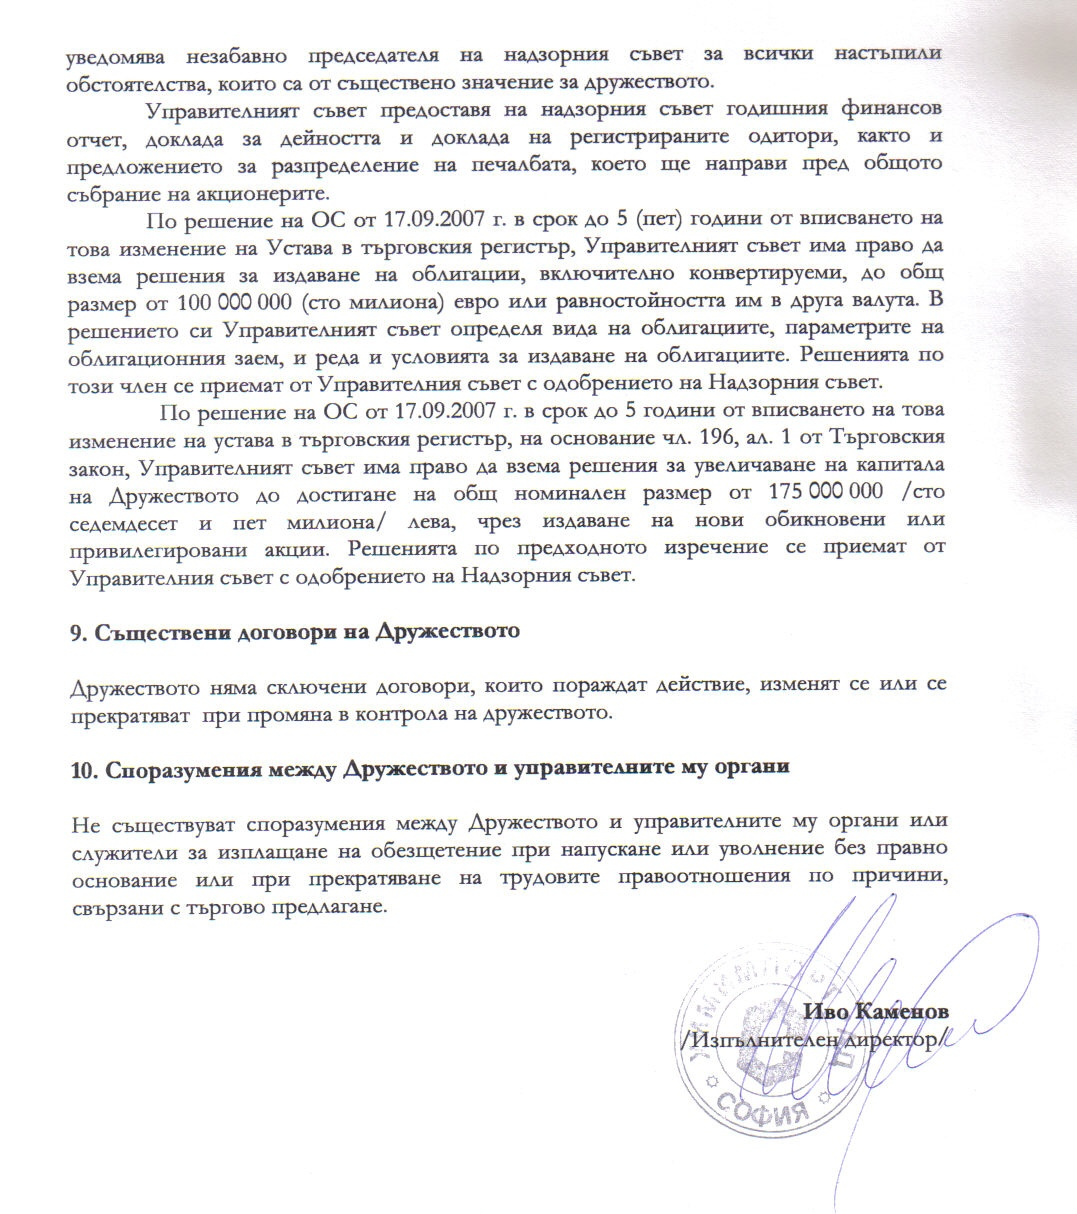 уведомява незабавно председателя на надзорния съвет за всички настъпили
обстоятелства, които са от съществено значение за дружеството.
Управителният съвет предоставя на надзорния съвет годишния финансов
отчет, доклада за дейността и доклада на регистрираните одитори, както и
предложението за разпределение на печалбата, което ще направи пред общото
събрание на акционерите.
По решение на ОС от 17.09.2007 г. в срок до 5 (пет) години от вписването на
това изменение на Устава в търговския регистър, Управителният съвет има право да
взема решения за издаване на облигации, включително конвертируеми, до общ
размер от 100 000 000 (сто милиона) евро или равностойността им в друга валута. В
решението си Управителният съвет определя вида на облигациите, параметрите на
облигационния заем, и реда и условията за издаване на облигациите. Решенията по
този член се приемат от Управителния съвет с одобрението на Надзорния съвет.
По решение на ОС от 17.09.2007 г. в срок до 5 години от вписването на това
изменение на устава в търговския регистър, на основание чл. 196, ал. 1 от Търговския
закон, Управителният съвет има право да взема решения за увеличаване на капитала
на Дружеството до достигане на общ номинален размер от 175 000 000 /сто
седемдесет и пет милиона/ лева, чрез издаване на нови обикновени или
привилегировани акции. Решенията по предходното изречение се приемат от
Управителния съвет с одобрението на Надзорния съвет.
9. Съществени договори на Дружеството
Дружеството няма сключени договори, които пораждат действие, изменят се или се
прекратяват при промяна в контрола на дружеството.
10. Споразумения между Дружеството и управителните му органи
Не съществуват споразумения между Дружеството и управителните му органи или
служители за изплащане на обезщетение при напускане или уволнение без правно
основание или при прекратяване на трудовите правоотношения по причини,
свързани с търгово предлагане.
Иво Каменов
/Изпълнителен директор/
ХИМИМПОРТ АД
СОФИЯ